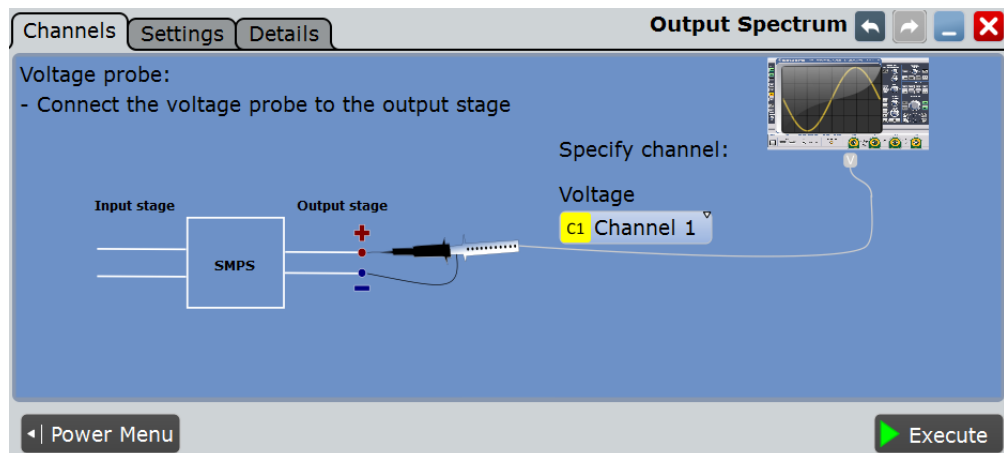 Channels Settings Details Output Spectrum
Voltage probe:
- Connect the voltage probe to the output stage
Specify channel:
Voltage
C1 Channel 1
V
Input stage Output stage
SMPS
Power Menu Execute